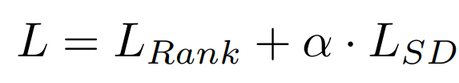 L = L_{Rank} + α · L_{SD}